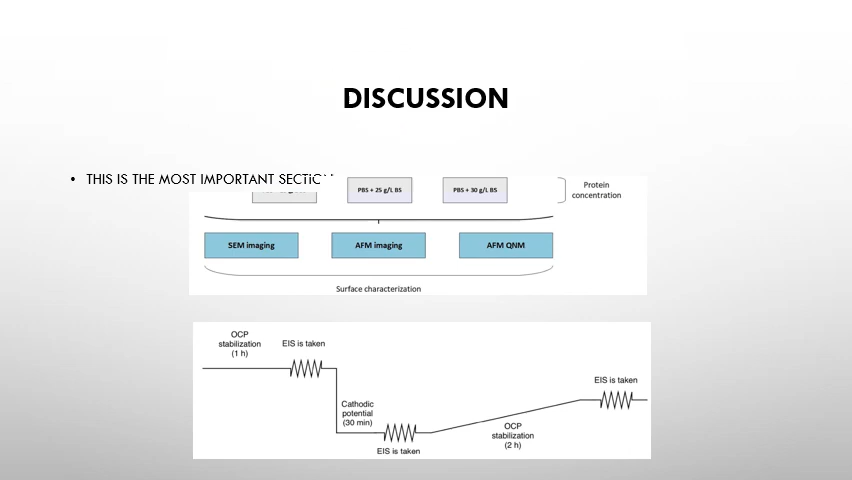 DISCUSSION
• THIS IS THE MOST IMPORTANT
PBS + 25 g/L BS
PBS + 30 g/L BS
Protein
concentration
SEM imaging
AFM imaging
AFM QNM
Surface characterization
OCP
stabilization
(1 h)
EIS is taken
EIS is taken
Cathodic
potential
(30 min)
OCP
stabilization
(2 h)
EIS is taken